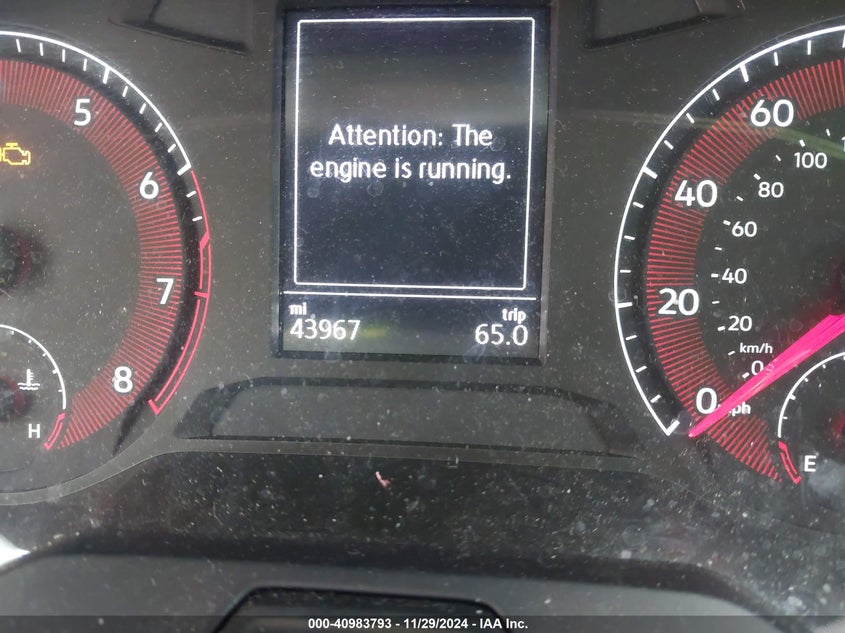 5
6
7
8
H
Attention: The
engine is running.
mi
43967
trip
65.0
60
40
20
0
100
80
60
40
20
km/h
0
E
000-40983793 - 11/29/2024 - IAA Inc.